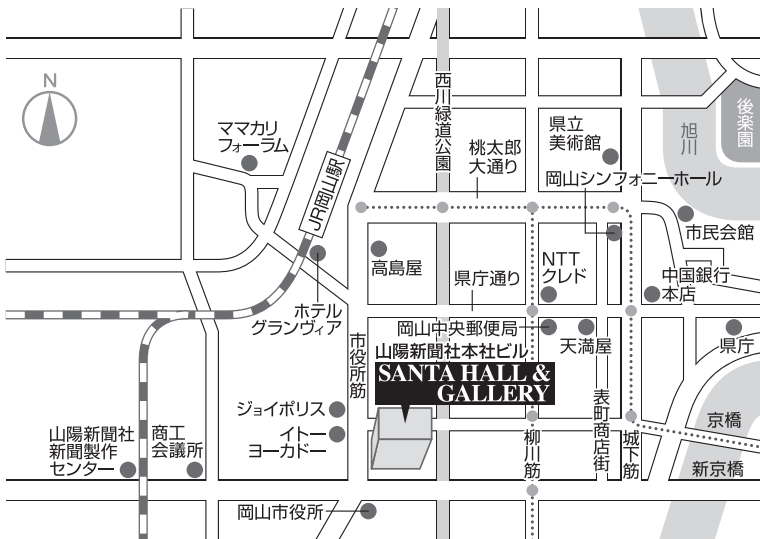 N
ママカリ
フォーラム
JR岡山駅
西川緑道公園
桃太郎
大通り
県立
美術館
旭川
後楽園
岡山シンフォニーホール
市民会館
高島屋
県庁通り
NTT
クレド
中国銀行
本店
ホテル
グランヴィア
市役所筋
岡山中央郵便局
天満屋
県庁
山陽新聞社本社ビル
SANTA HALL &
GALLERY
ジョイポリス
イトー
ヨーカドー
山陽新聞社
新聞製作
センター
商工
会議所
柳川筋
表町商店街
城下筋
京橋
新京橋
岡山市役所